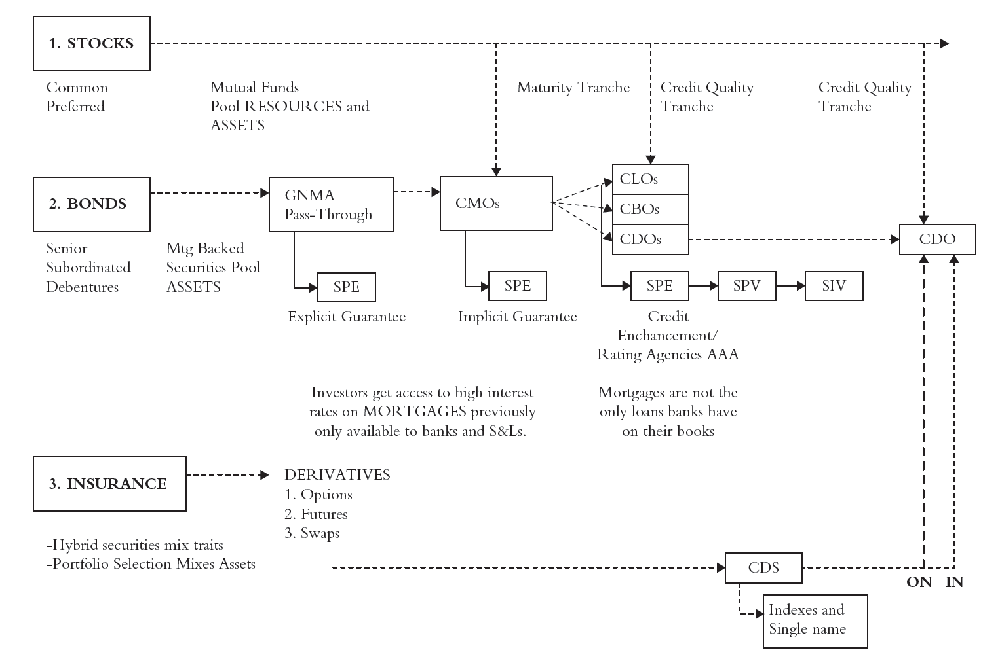 1. STOCKS
Common
Preferred
Mutual Funds
Pool RESOURCES and
ASSETS
Maturity Tranche
Credit Quality
Tranche
Credit Quality
Tranche
2. BONDS
Senior
Subordinated
Debentures
Mtg Backed
Securities Pool
ASSETS
GNMA
Pass-Through
SPE
Explicit Guarantee
CMOs
SPE
Implicit Guarantee
CLOs
CBOs
CDOs
CDO
SPE
SPV
SIV
Credit
Enchancement/
Rating Agencies AAA
Investors get access to high interest
rates on MORTGAGES previously
only available to banks and S&Ls.
Mortgages are not the
only loans banks have
on their books
3. INSURANCE
-Hybrid securities mix traits
-Portfolio Selection Mixes Assets
DERIVATIVES
1. Options
2. Futures
3. Swaps
CDS
ON IN
Indexes and
Single name